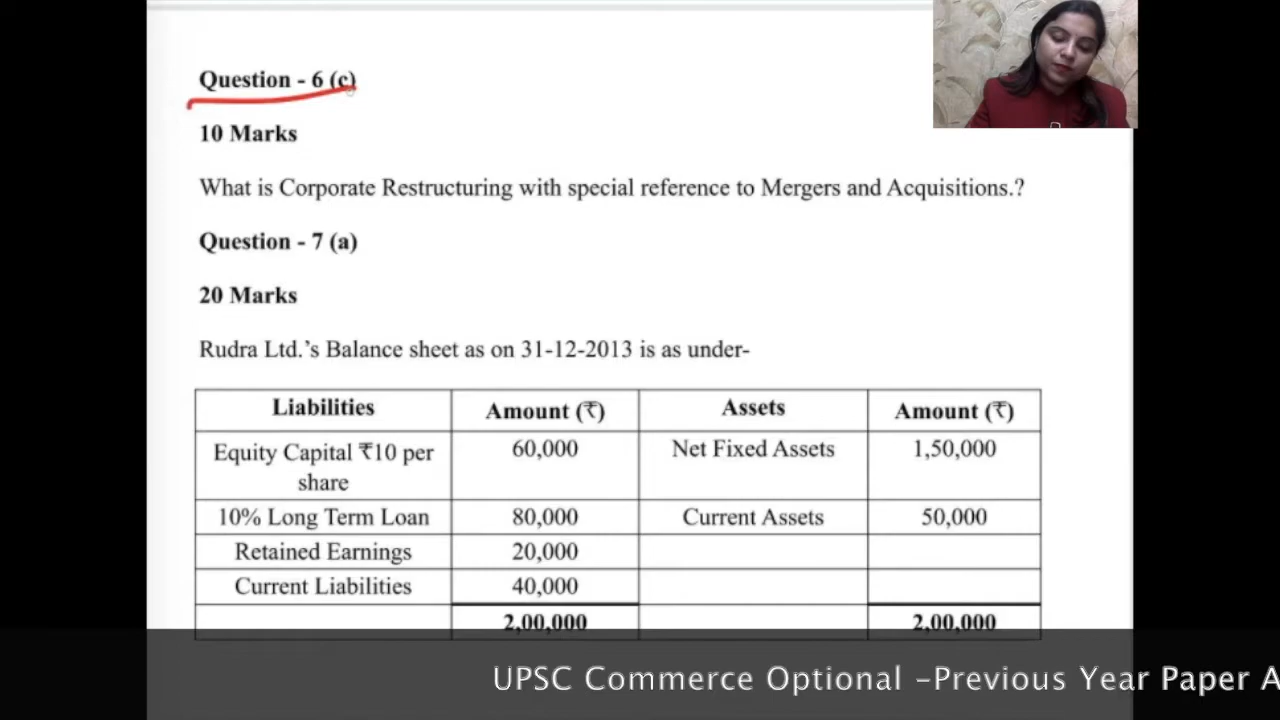 Question - 6 (c)
10 Marks
What is Corporate Restructuring with special reference to Mergers and Acquisitions.?
Question - 7 (a)
20 Marks
Rudra Ltd.’s Balance sheet as on 31-12-2013 is as under-
Liabilities Amount (₹) Assets Amount (₹)
Equity Capital ₹10 per share 60,000 Net Fixed Assets 1,50,000
10% Long Term Loan 80,000 Current Assets 50,000
Retained Earnings 20,000
Current Liabilities 40,000
2,00,000 2,00,000
UPSC Commerce Optional –Previous Year Paper A